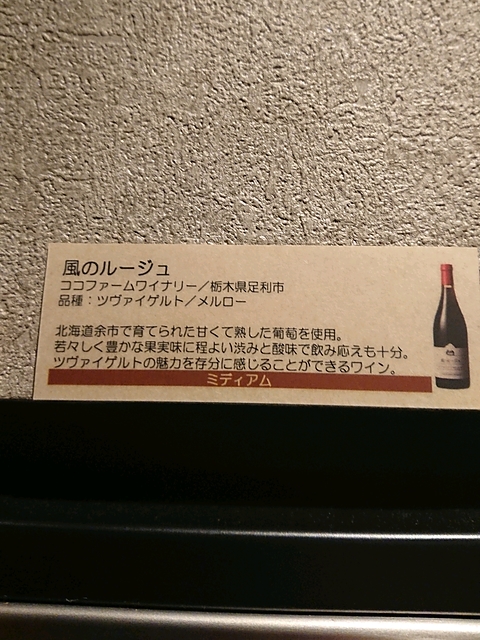 風のルージュ
ココファームワイナリー／栃木県足利市
品種：ツヴァイゲルト／メルロー
北海道余市で育てられた甘くて熟した葡萄を使用。
若々しく豊かな果実味に程よい渋みと酸味で飲み応えも十分。
ツヴァイゲルトの魅力を存分に感じることができるワイン。
ミディアム